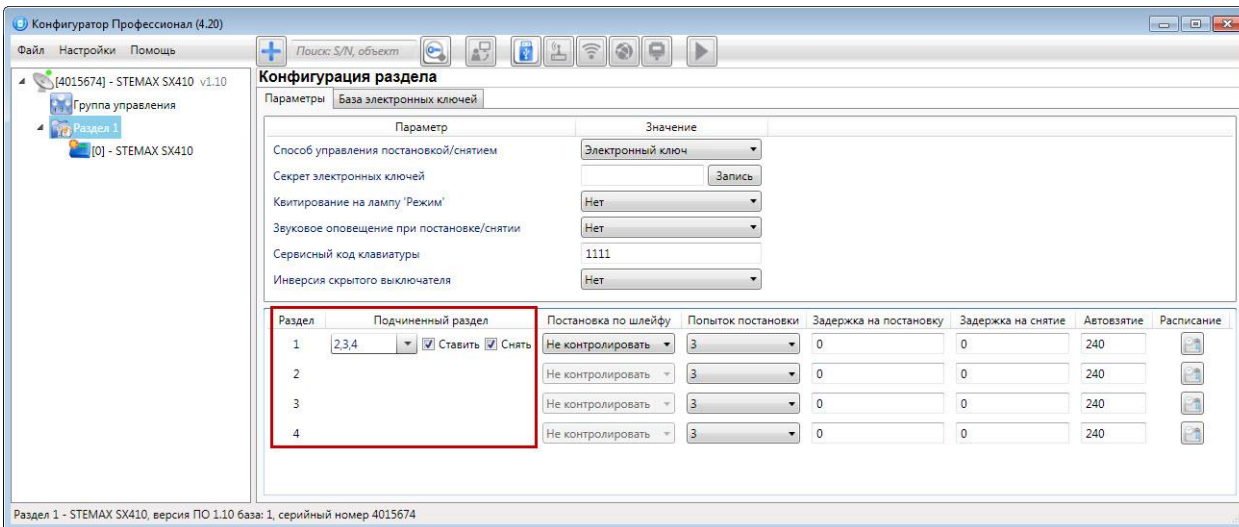 Конфигуратор Профессионал (4.20)
Файл Настройки Помощь
Поиск: S/N, объект
[4015674] - STEMAX SX410 v1.10
Группа управления
Раздел 1
[0] - STEMAX SX410
Конфигурация раздела
Параметры База электронных ключей
Параметр Значение
Способ управления постановкой/снятием Электронный ключ
Секрет электронных ключей Запись
Квитирование на лампу 'Режим' Нет
Звуковое оповещение при постановке/снятии Нет
Сервисный код клавиатуры 1111
Инверсия скрытого выключателя Нет
Раздел Подчиненный раздел Постановка по шлейфу Попыток постановки Задержка на постановку Задержка на снятие Автовзятие Расписание
1 2,3,4 Ставить Снять Не контролировать 3 0 0 240
2 Не контролировать 3 0 0 240
3 Не контролировать 3 0 0 240
4 Не контролировать 3 0 0 240
Раздел 1 - STEMAX SX410, версия ПО 1.10 база: 1, серийный номер 4015674